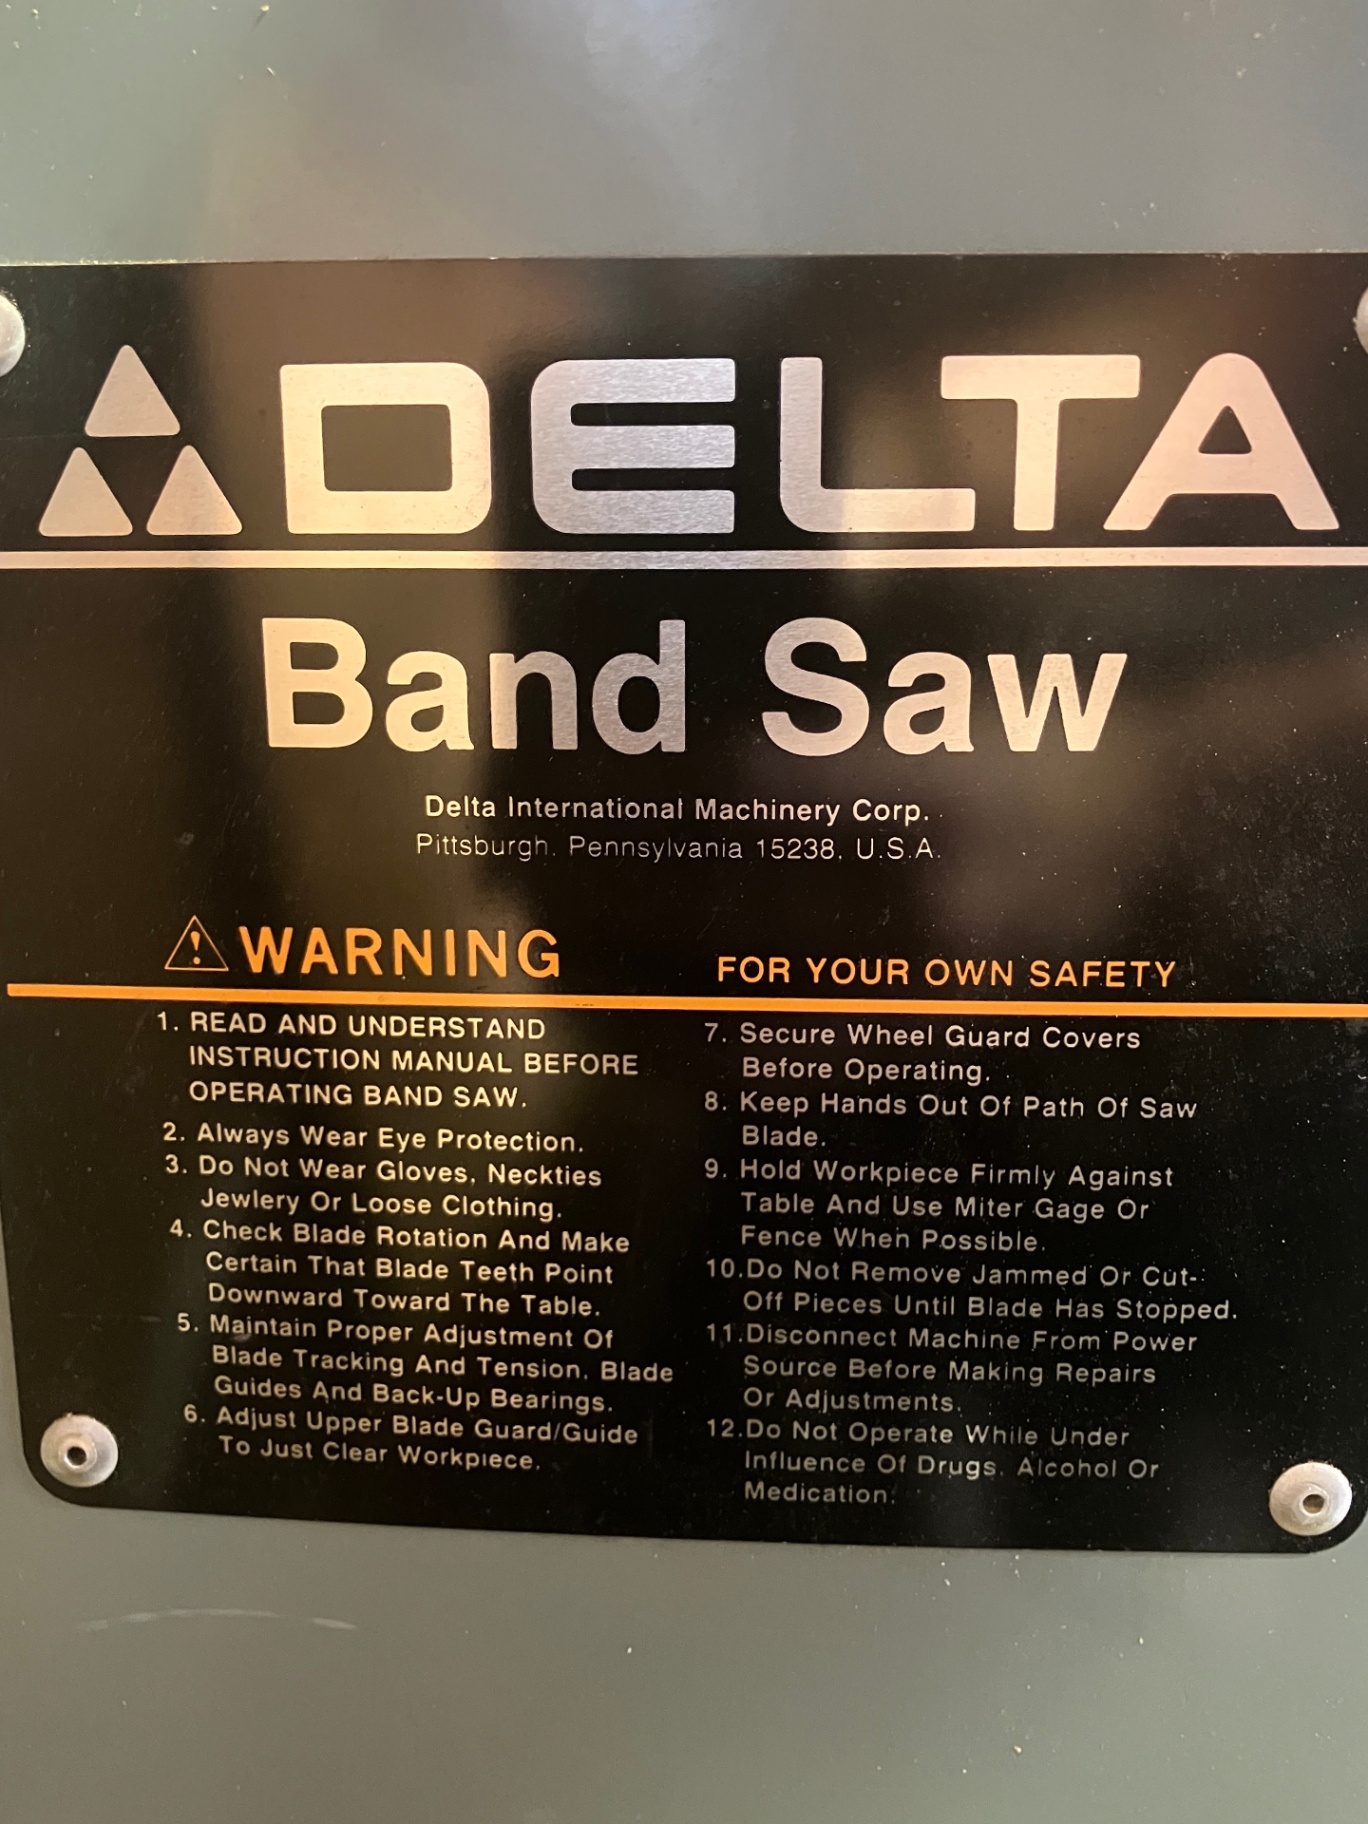 DELTA
Band Saw
Delta International Machinery Corp.
Pittsburgh, Pennsylvania 15238, U.S.A.
WARNING
FOR YOUR OWN SAFETY
1. READ AND UNDERSTAND
INSTRUCTION MANUAL BEFORE
OPERATING BAND SAW.
2. Always Wear Eye Protection.
3. Do Not Wear Gloves, Neckties
Jewlery Or Loose Clothing.
4. Check Blade Rotation And Make
Certain That Blade Teeth Point
Downward Toward The Table.
5. Maintain Proper Adjustment Of
Blade Tracking And Tension, Blade
Guides And Back-Up Bearings.
6. Adjust Upper Blade Guard/Guide
To Just Clear Workpiece.
7. Secure Wheel Guard Covers
Before Operating.
8. Keep Hands Out Of Path Of Saw
Blade.
9. Hold Workpiece Firmly Against
Table And Use Miter Gage Or
Fence When Possible.
10.Do Not Remove Jammed Or Cut-
Off Pieces Until Blade Has Stopped.
11.Disconnect Machine From Power
Source Before Making Repairs
Or Adjustments.
12.Do Not Operate While Under
Influence Of Drugs, Alcohol Or
Medication.